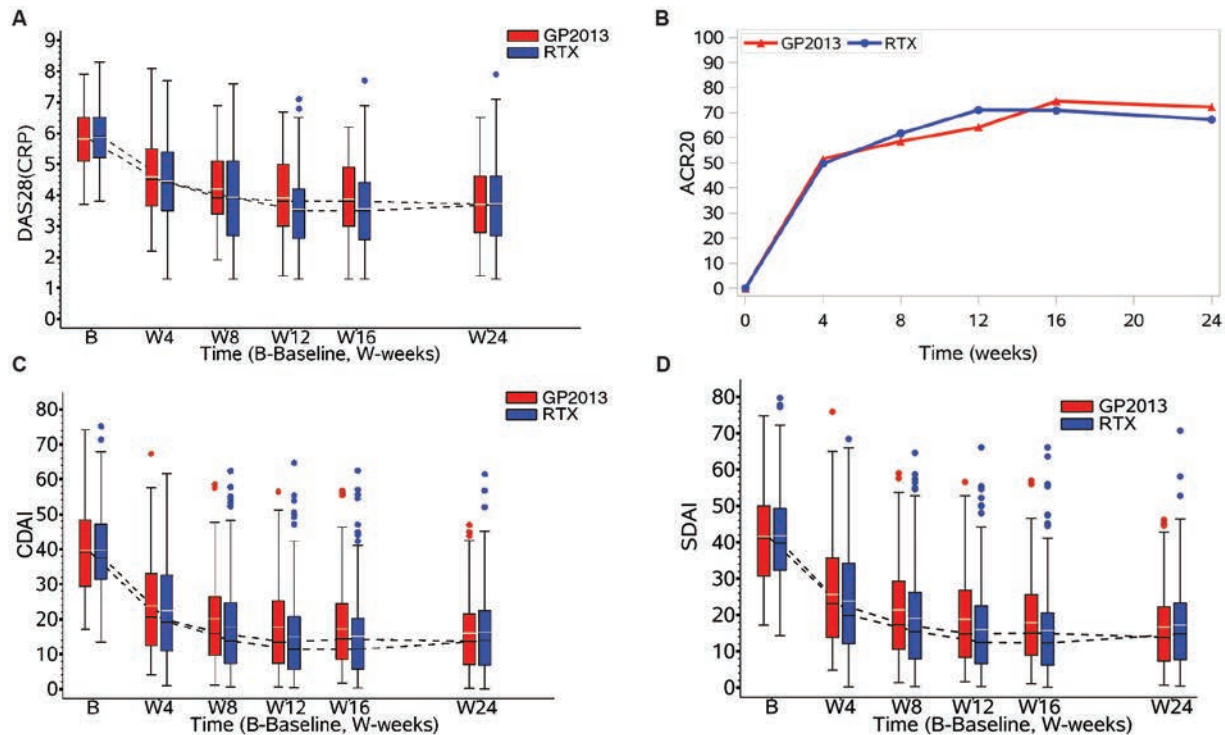 A
DAS28(CRP)
9
8
7
6
5
4
3
2
1
0
GP2013
RTX
B W4 W8 W12 W16 W24
Time (B-Baseline, W-weeks)
B
ACR20
100
90
80
70
60
50
40
30
20
10
0
GP2013 RTX
0 4 8 12 16 20 24
Time (weeks)
C
CDAI
80
70
60
50
40
30
20
10
0
GP2013
RTX
B W4 W8 W12 W16 W24
Time (B-Baseline, W-weeks)
D
SDAI
80
70
60
50
40
30
20
10
0
GP2013
RTX
B W4 W8 W12 W16 W24
Time (B-Baseline, W-weeks)